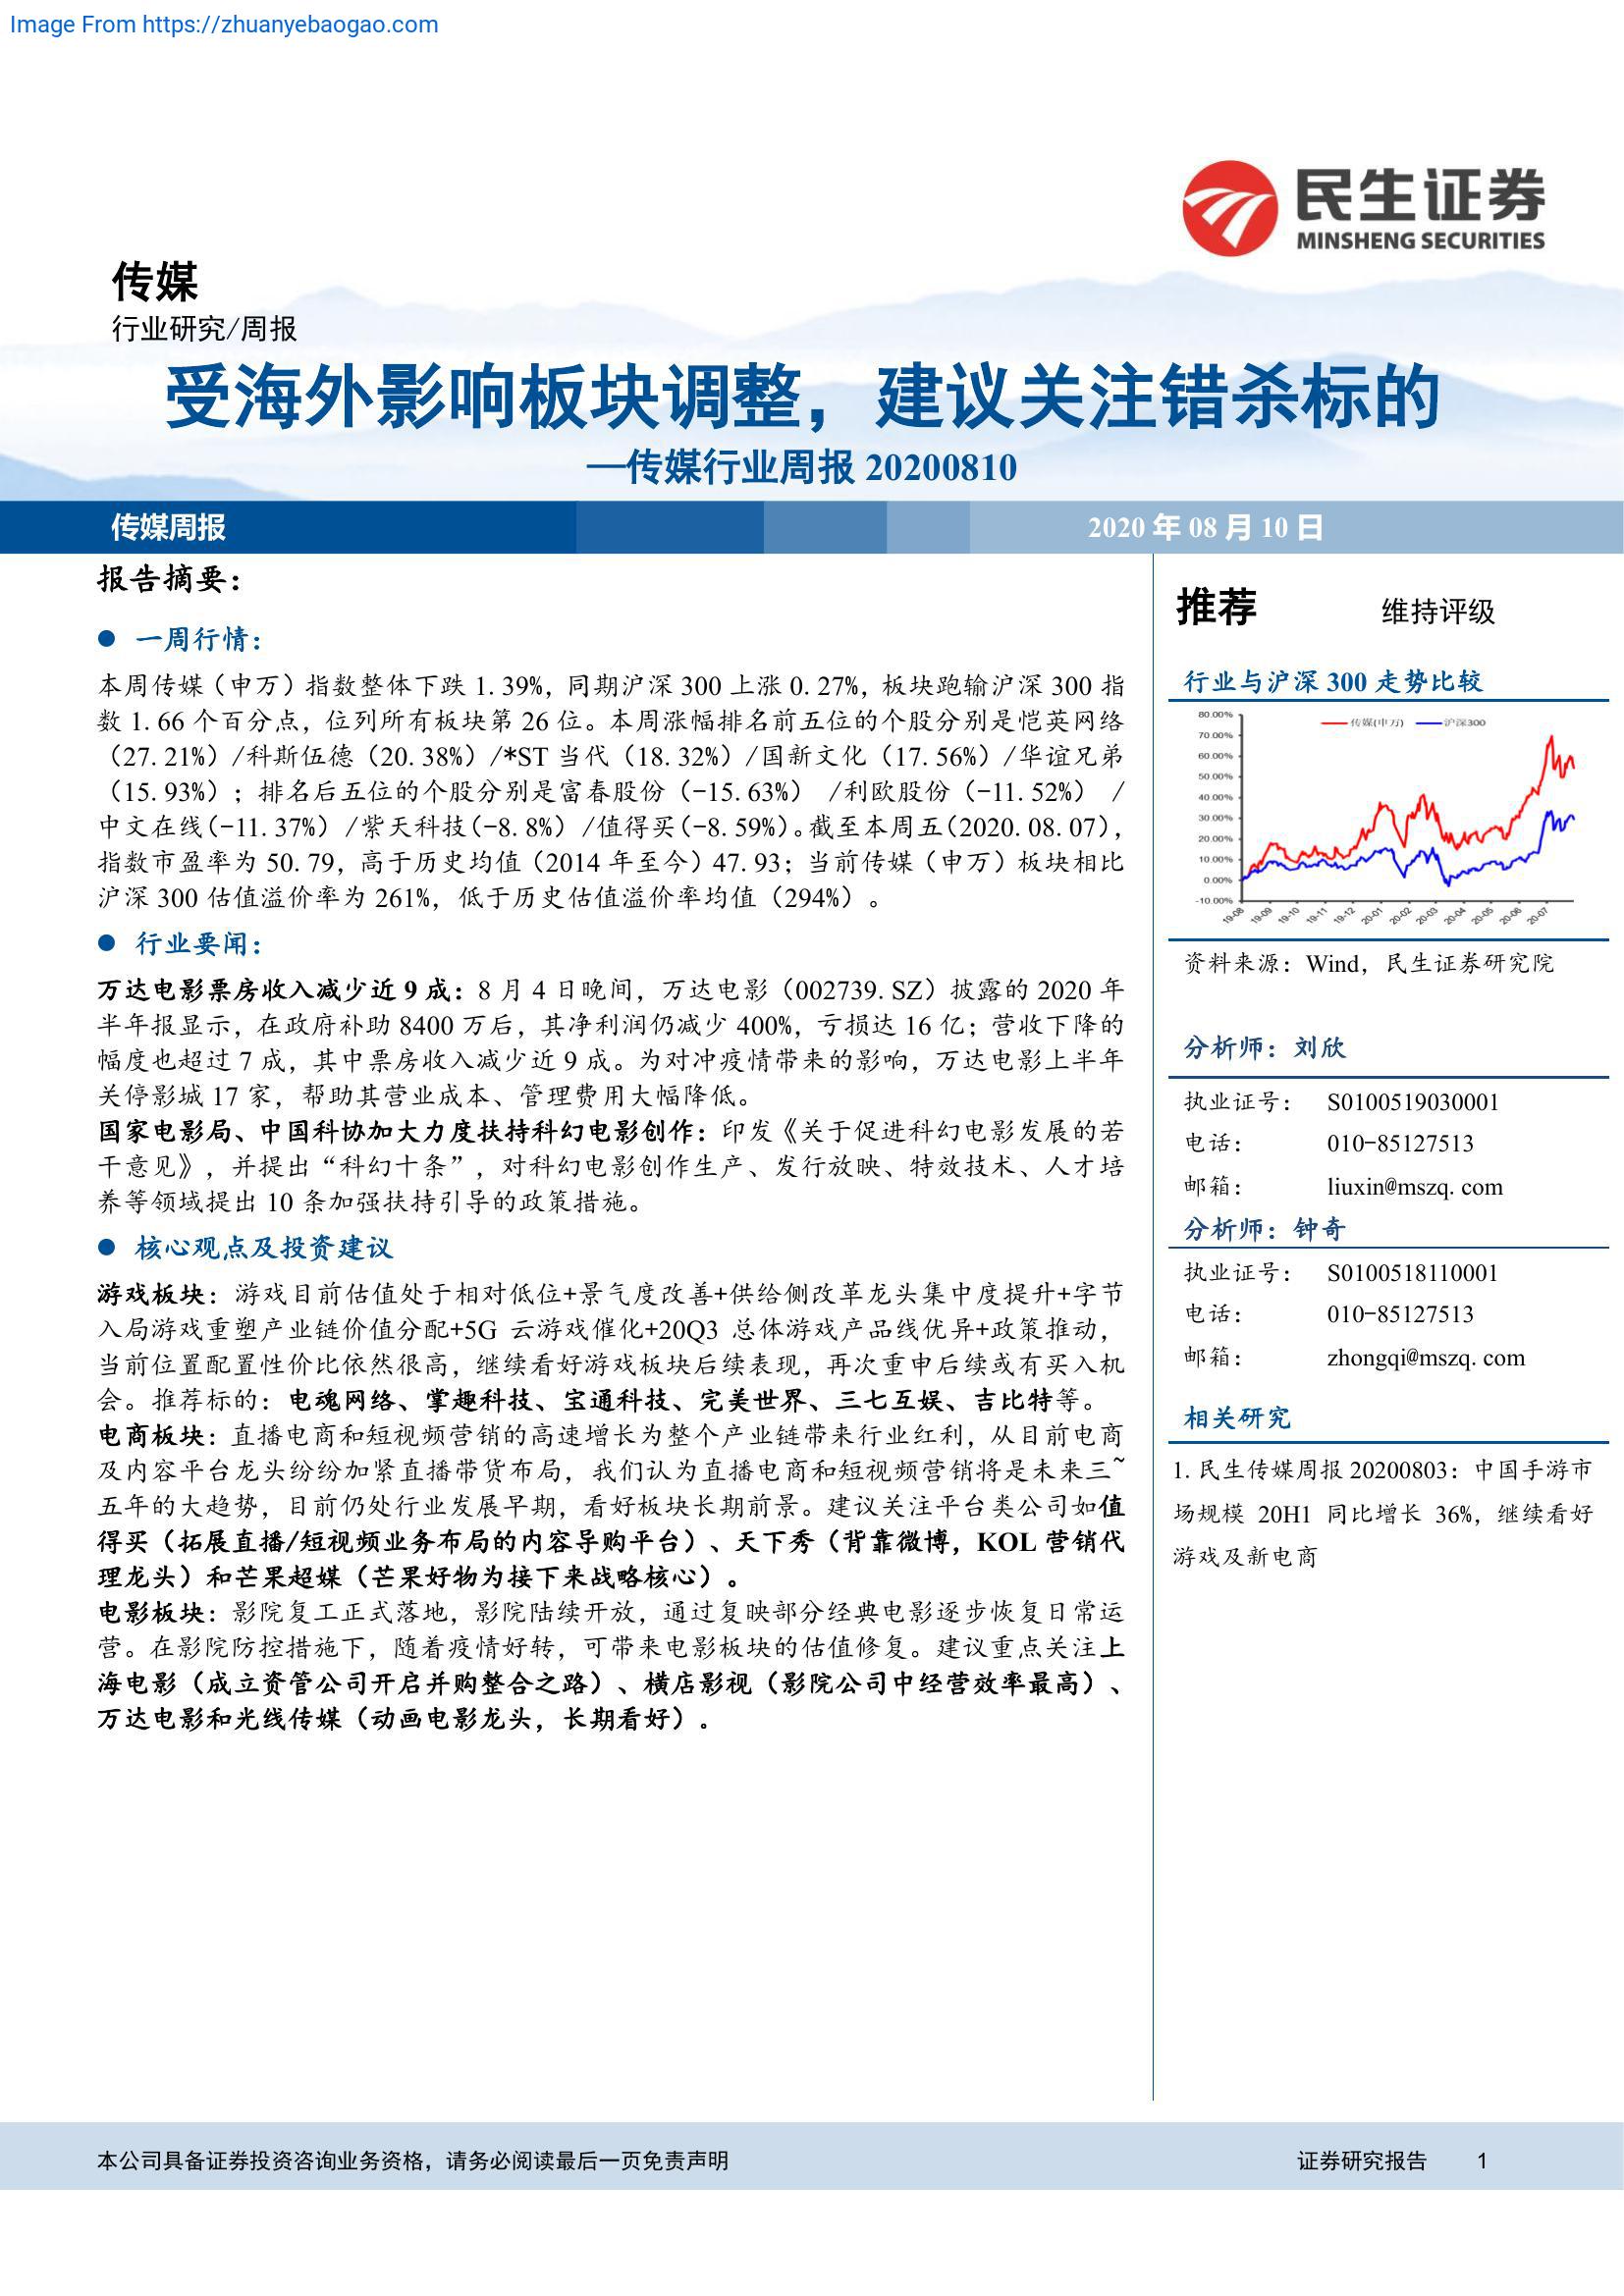 Image From https://zhuanyebaogao.com
民生证券
MINSHENG SECURITIES
传媒
行业研究/周报
受海外影响板块调整，建议关注错杀标的
—传媒行业周报 20200810
传媒周报
2020 年 08 月 10 日
报告摘要：
● 一周行情：
本周传媒（申万）指数整体下跌 1.39%，同期沪深 300 上涨 0.27%，板块跑输沪深 300 指
数 1.66 个百分点，位列所有板块第 26 位。本周涨幅排名前五位的个股分别是恺英网络
（27.21%）/科斯伍德（20.38%）/*ST 当代（18.32%）/国新文化（17.56%）/华谊兄弟
（15.93%）；排名后五位的个股分别是富春股份（-15.63%） /利欧股份（-11.52%） /
中文在线（-11.37%）/紫天科技（-8.8%）/值得买（-8.59%）。截至本周五（2020.08.07），
指数市盈率为 50.79，高于历史均值（2014 年至今）47.93；当前传媒（申万）板块相比
沪深 300 估值溢价率为 261%，低于历史估值溢价率均值（294%）。
● 行业要闻：
万达电影票房收入减少近 9 成：8 月 4 日晚间，万达电影（002739.SZ）披露的 2020 年
半年报显示，在政府补助 8400 万后，其净利润仍减少 400%，亏损达 16 亿；营收下降的
幅度也超过 7 成，其中票房收入减少近 9 成。为对冲疫情带来的影响，万达电影上半年
关停影城 17 家，帮助其营业成本、管理费用大幅降低。
国家电影局、中国科协加大力度扶持科幻电影创作：印发《关于促进科幻电影发展的若
干意见》，并提出“科幻十条”，对科幻电影创作生产、发行放映、特效技术、人才培
养等领域提出 10 条加强扶持引导的政策措施。
● 核心观点及投资建议
游戏板块：游戏目前估值处于相对低位+景气度改善+供给侧改革龙头集中度提升+字节
入局游戏重塑产业链价值分配+5G 云游戏催化+20Q3 总体游戏产品线优异+政策推动，
当前位置配置性价比依然很高，继续看好游戏板块后续表现，再次重申后续或有买入机
会。推荐标的：电魂网络、掌趣科技、宝通科技、完美世界、三七互娱、吉比特等。
电商板块：直播电商和短视频营销的高速增长为整个产业链带来行业红利，从目前电商
及内容平台龙头纷纷加紧直播带货布局，我们认为直播电商和短视频营销将是未来三~
五年的大趋势，目前仍处行业发展早期，看好板块长期前景。建议关注平台类公司如值
得买（拓展直播/短视频业务布局的内容导购平台）、天下秀（背靠微博，KOL 营销代
理龙头）和芒果超媒（芒果好物为接下来战略核心）。
电影板块：影院复工正式落地，影院陆续开放，通过复映部分经典电影逐步恢复日常运
营。在影院防控措施下，随着疫情好转，可带来电影板块的估值修复。建议重点关注上
海电影（成立资管公司开启并购整合之路）、横店影视（影院公司中经营效率最高）、
万达电影和光线传媒（动画电影龙头，长期看好）。
推荐 维持评级
行业与沪深 300 走势比较
传媒(申万) 沪深300
80.00%
70.00%
60.00%
50.00%
40.00%
30.00%
20.00%
10.00%
0.00%
-10.00%
19-08 19-09 19-10 19-11 19-12 20-01 20-02 20-03 20-04 20-05 20-06 20-07
资料来源：Wind，民生证券研究院
分析师：刘欣
执业证号： S0100519030001
电话： 010-85127513
邮箱： liuxin@mszq.com
分析师：钟奇
执业证号： S0100518110001
电话： 010-85127513
邮箱： zhongqi@mszq.com
相关研究
1.民生传媒周报 20200803：中国手游市
场规模 20H1 同比增长 36%，继续看好
游戏及新电商
本公司具备证券投资咨询业务资格，请务必阅读最后一页免责声明
证券研究报告 1